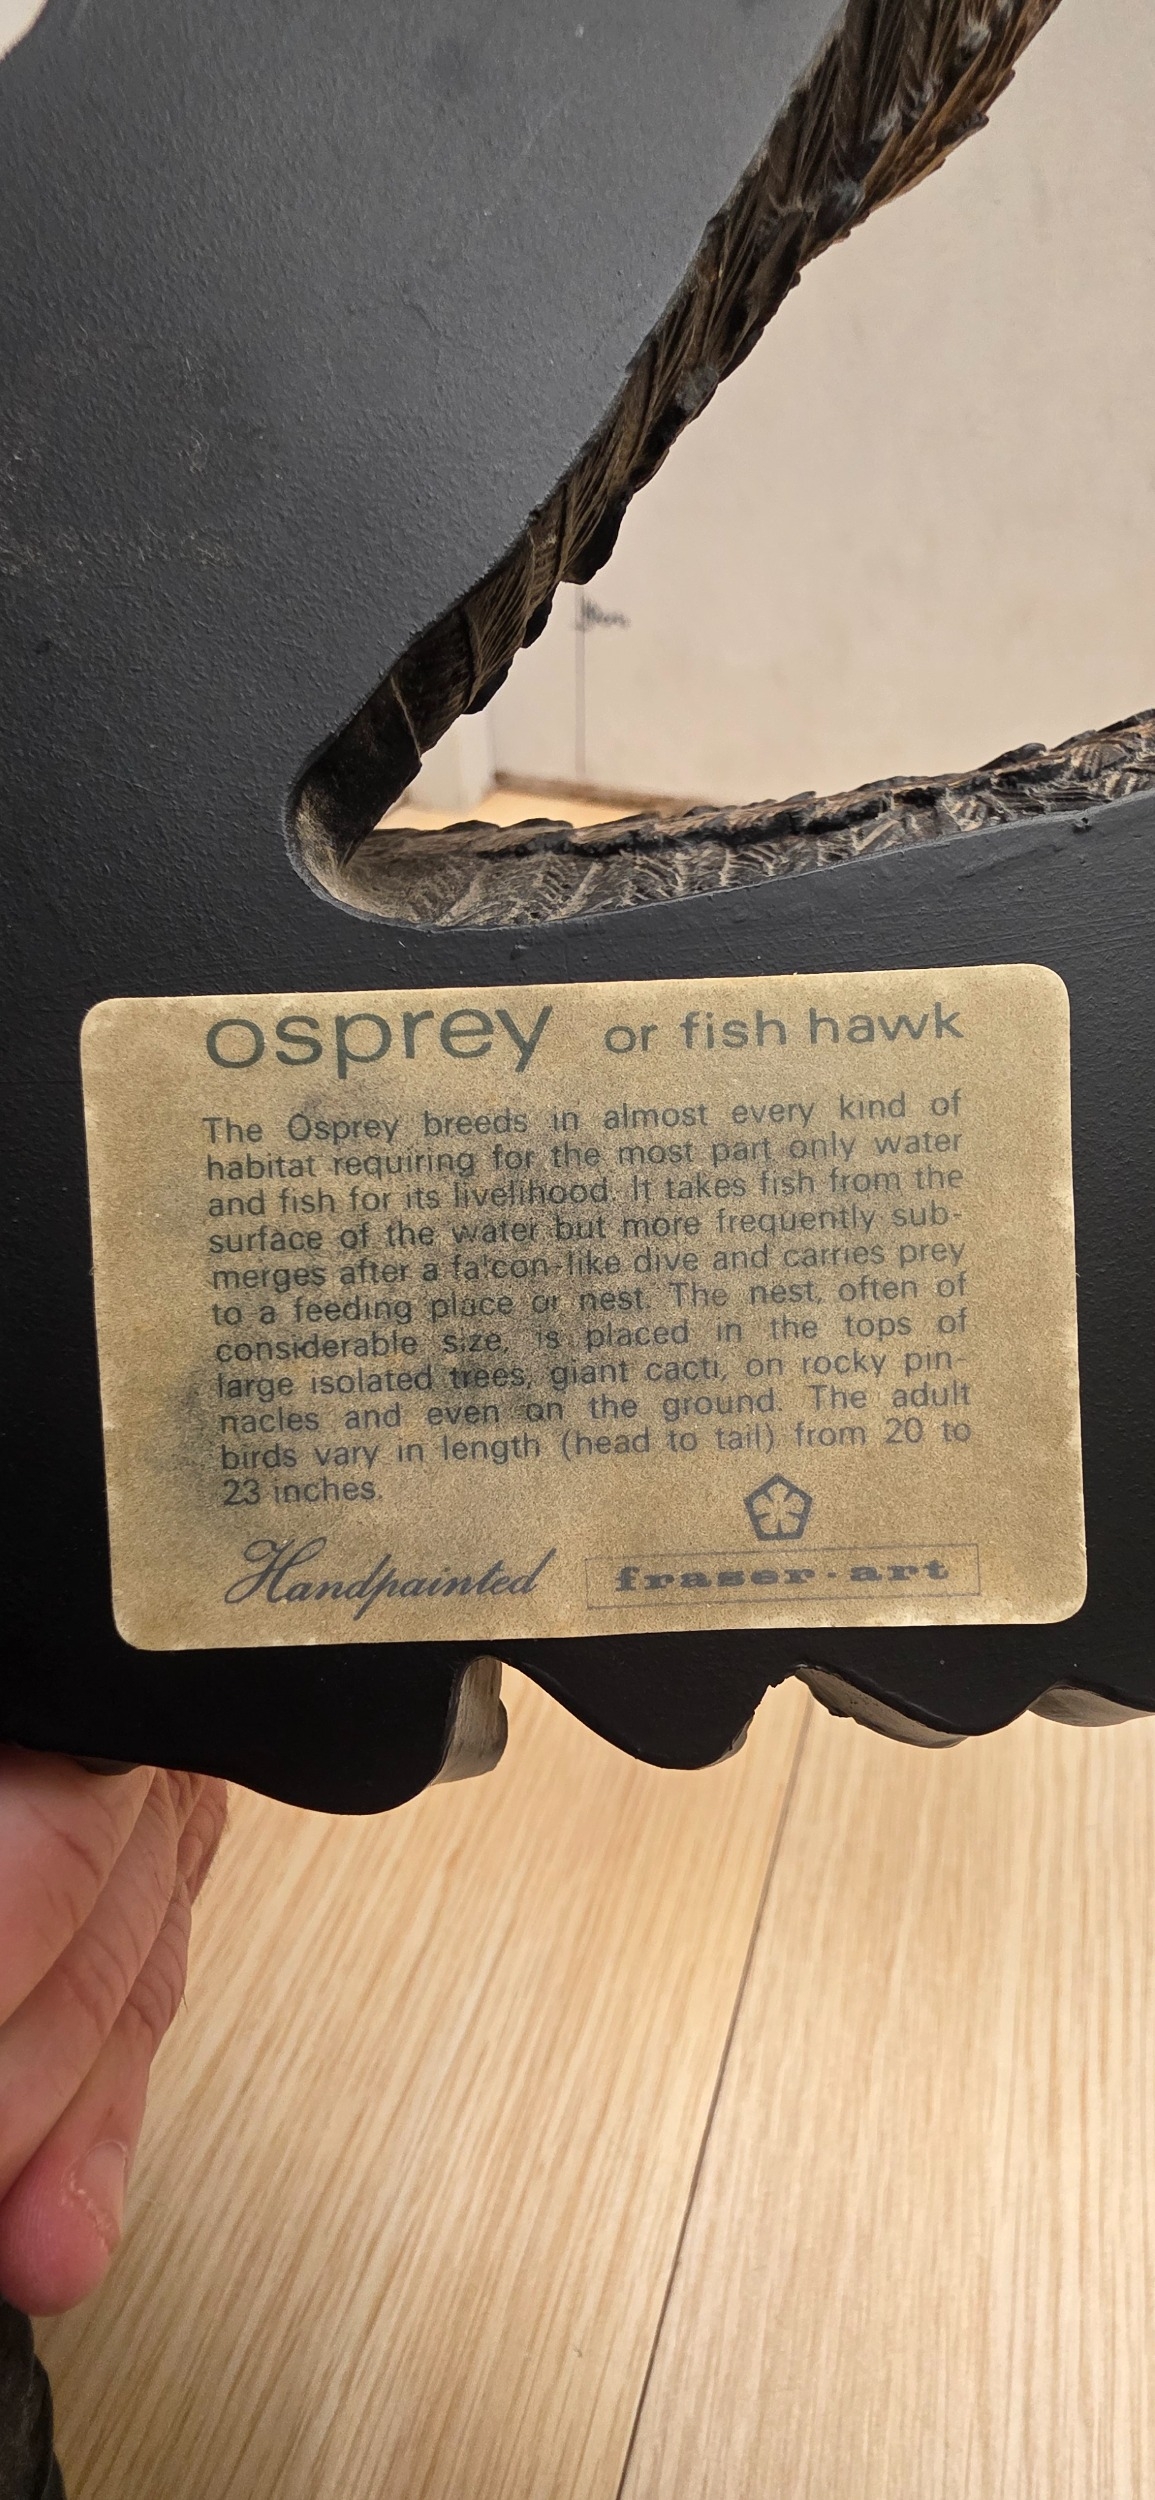 osprey or fish hawk
The Osprey breeds in almost every kind of
habitat requiring for the most part only water
and fish for its livelihood. It takes fish from the
surface of the water but more frequently sub-
merges after a falcon-like dive and carries prey
to a feeding place or nest. The nest, often of
considerable size, is placed in the tops of
large isolated trees, giant cacti, on rocky pin-
nacles and even on the ground. The adult
birds vary in length (head to tail) from 20 to
23 inches.
Handpainted fraser·art